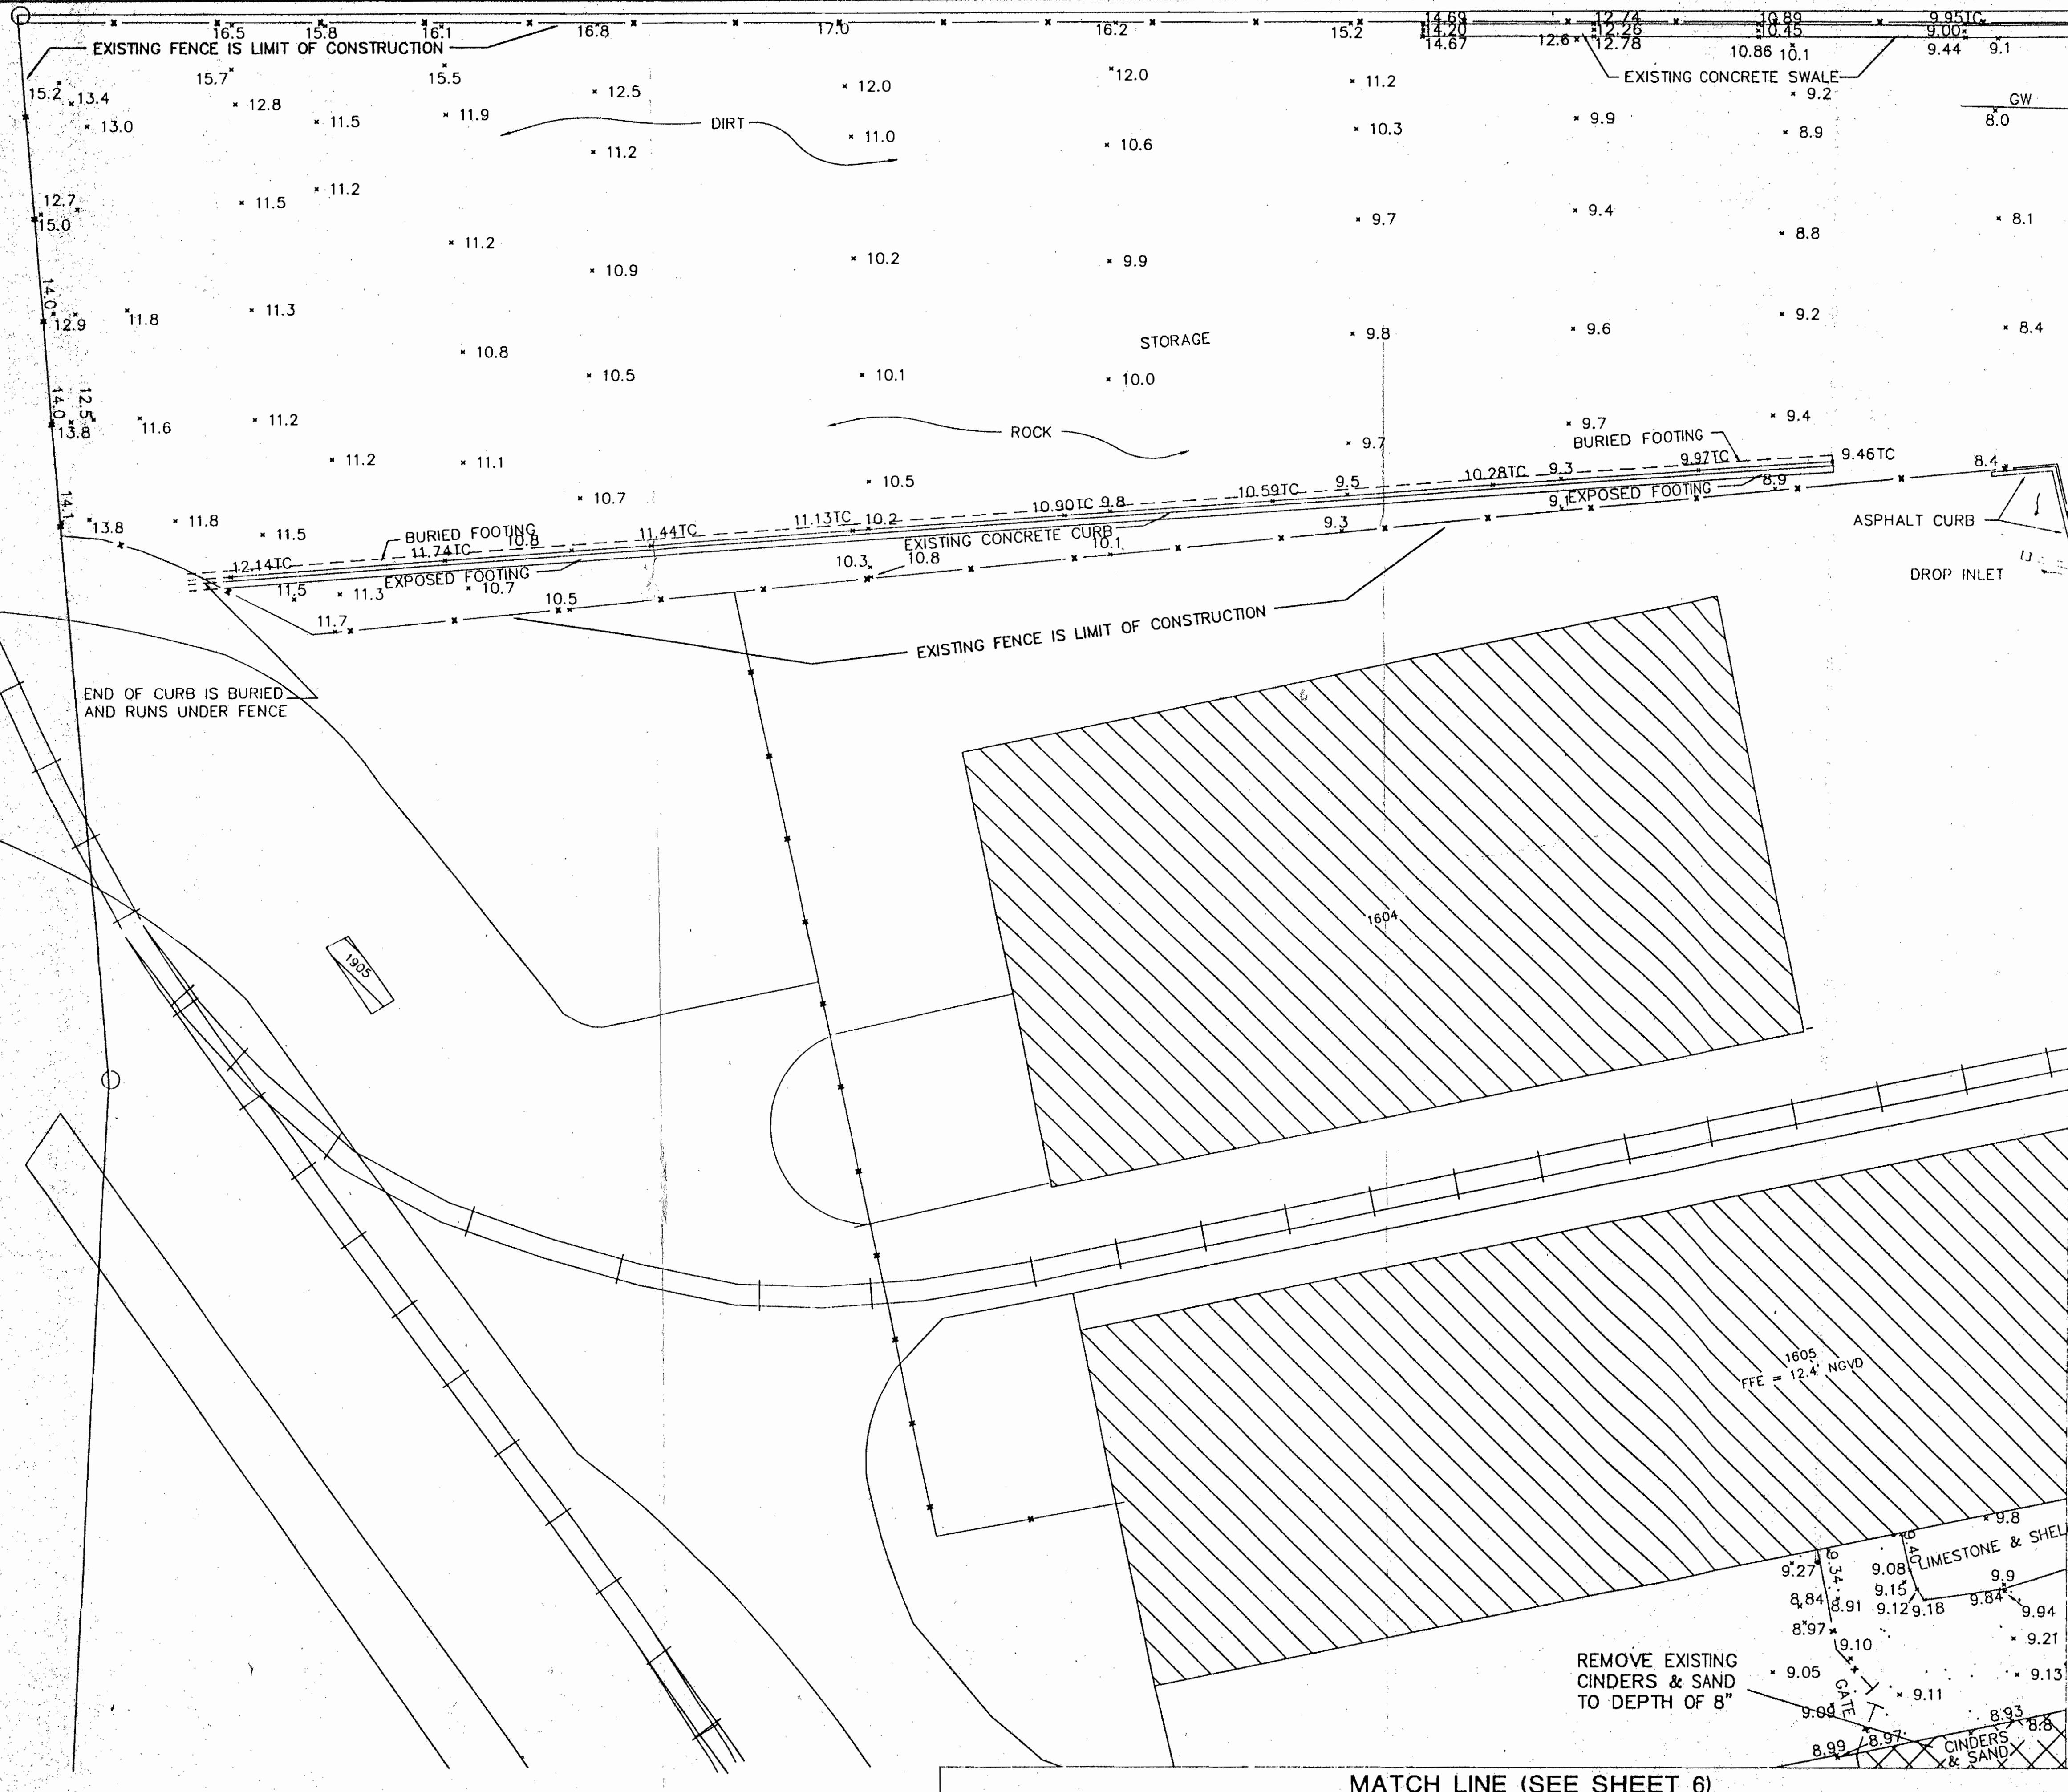 16.5 15.8 16.1 16.8 17.0 16.2 15.2 14.69 12.74 10.89 9.95TC
14.20 12.26 10.45 9.00
14.67 12.6 12.78 10.86 10.1 9.44 9.1
EXISTING FENCE IS LIMIT OF CONSTRUCTION
EXISTING CONCRETE SWALE
15.7 15.5
15.2 13.4 12.8 11.5 11.9 12.5 12.0 12.0 11.2 9.2
GW
8.0
13.0 DIRT 11.0 10.3 9.9 8.9
11.2 10.6
11.2
12.7 11.5 9.7 9.4 8.1
15.0
11.2 8.8
10.9 10.2 9.9
14.0
12.9 11.8 11.3 9.2
9.8 9.6 8.4
STORAGE
10.8 10.5 10.1 10.0
14.0 12.5
13.8 11.6 11.2 9.7 9.4
ROCK 9.7 BURIED FOOTING
11.2 11.1 9.46TC
9.97TC 8.4
10.7 10.5 9.5 10.28TC 9.3
8.9
14.1 10.90TC 9.8 10.59TC 9.1 EXPOSED FOOTING
13.8 11.8 11.5 11.13TC 10.2 9.3 ASPHALT CURB
BURIED FOOTING 10.8 11.44TC
11.74TC EXISTING CONCRETE CURB 10.1
12.14TC EXPOSED FOOTING 10.3 10.8 DROP INLET
11.5 11.3 10.7
10.5
11.7
EXISTING FENCE IS LIMIT OF CONSTRUCTION
END OF CURB IS BURIED
AND RUNS UNDER FENCE
1604
1905
1605
FFE = 12.4' NGVD
9.8
9.40 LIMESTONE &
9.27 9.34 9.08
9.15 9.9
8.84 8.91 9.12 9.18 9.84 9.94
8.97
9.10 9.21
REMOVE EXISTING
CINDERS & SAND
TO DEPTH OF 8"
9.05 9.13
GATE 9.11
9.09 8.93 8.8
8.99 8.97 CINDERS
& SAND
MATCH LINE (SEE SHEET 6)